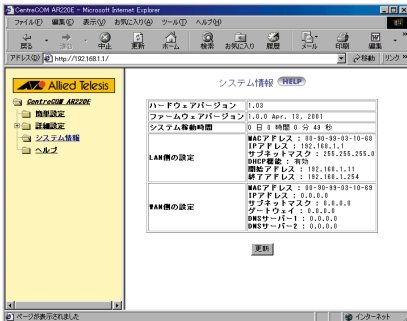 CentreCOM AR220E - Microsoft Internet Explorer
ファイル(F) 編集(E) 表示(V) お気に入り(A) ツール(T) ヘルプ(H)
戻る 進む 中止 更新 ホーム 検索 お気に入り 履歴 メール 印刷 編集
アドレス(D) http://192.168.1.1/ 移動 リンク
Allied Telesis
CentreCOM AR220E
簡単設定
詳細設定
システム情報
ヘルプ
システム情報 HELP
ハードウェアバージョン 1.03
ファームウェアバージョン 1.0.0 Apr. 13, 2001
システム稼動時間 0 日 0 時間 0 分 49 秒
LAN側の設定
MACアドレス : 00-90-99-03-10-68
IPアドレス : 192.168.1.1
サブネットマスク : 255.255.255.0
DHCP機能 : 有効
開始アドレス : 192.168.1.11
終了アドレス : 192.168.1.254
WAN側の設定
MACアドレス : 00-90-99-03-10-69
IPアドレス : 0.0.0.0
サブネットマスク : 0.0.0.0
ゲートウェイ : 0.0.0.0
DNSサーバー1 : 0.0.0.0
DNSサーバー2 : 0.0.0.0
更新
ページが表示されました
インターネット